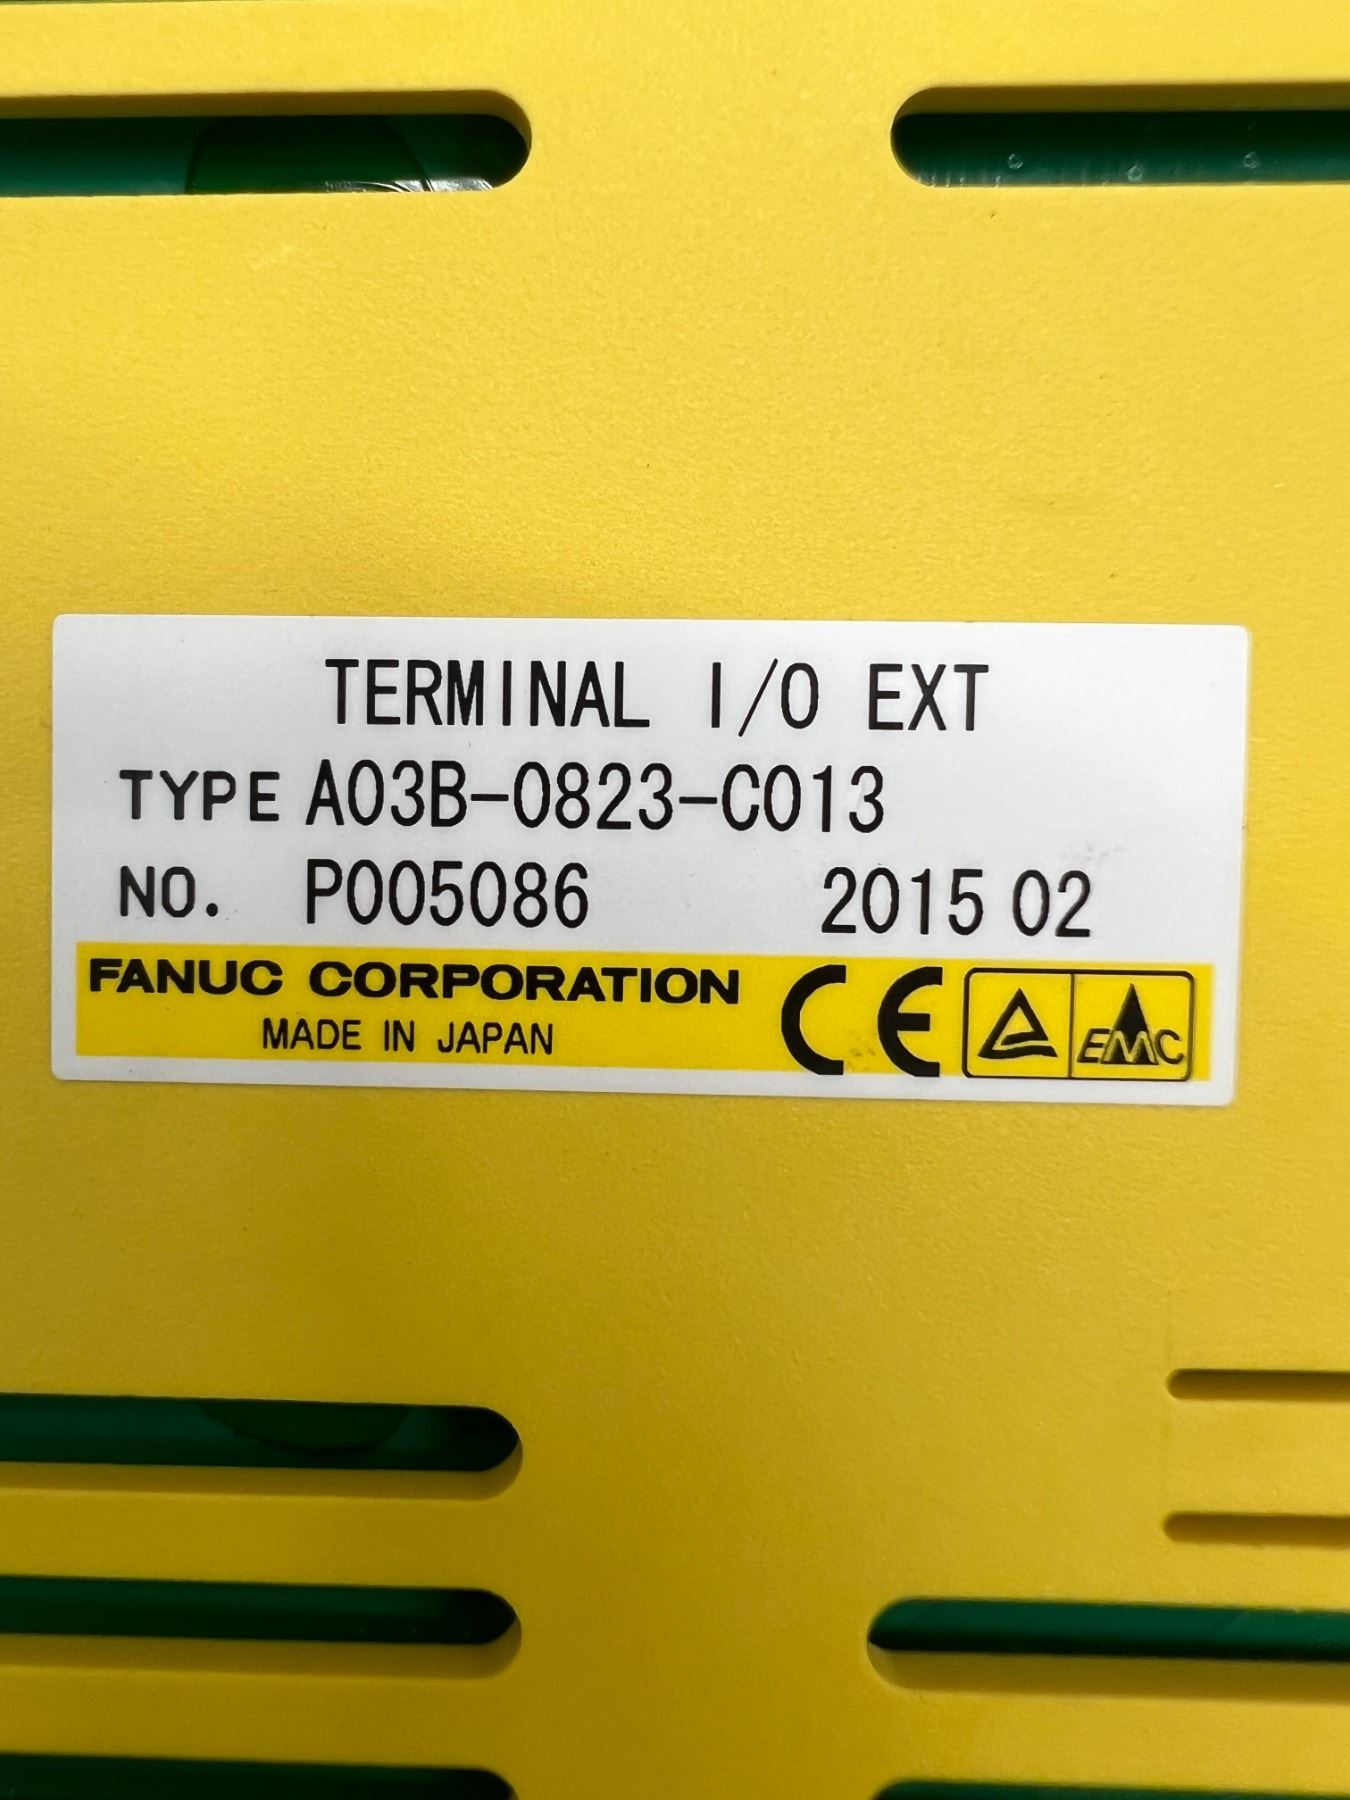 TERMINAL I/O EXT
TYPE A03B-0823-C013
NO. P005086 2015 02
FANUC CORPORATION
MADE IN JAPAN
CE EMC